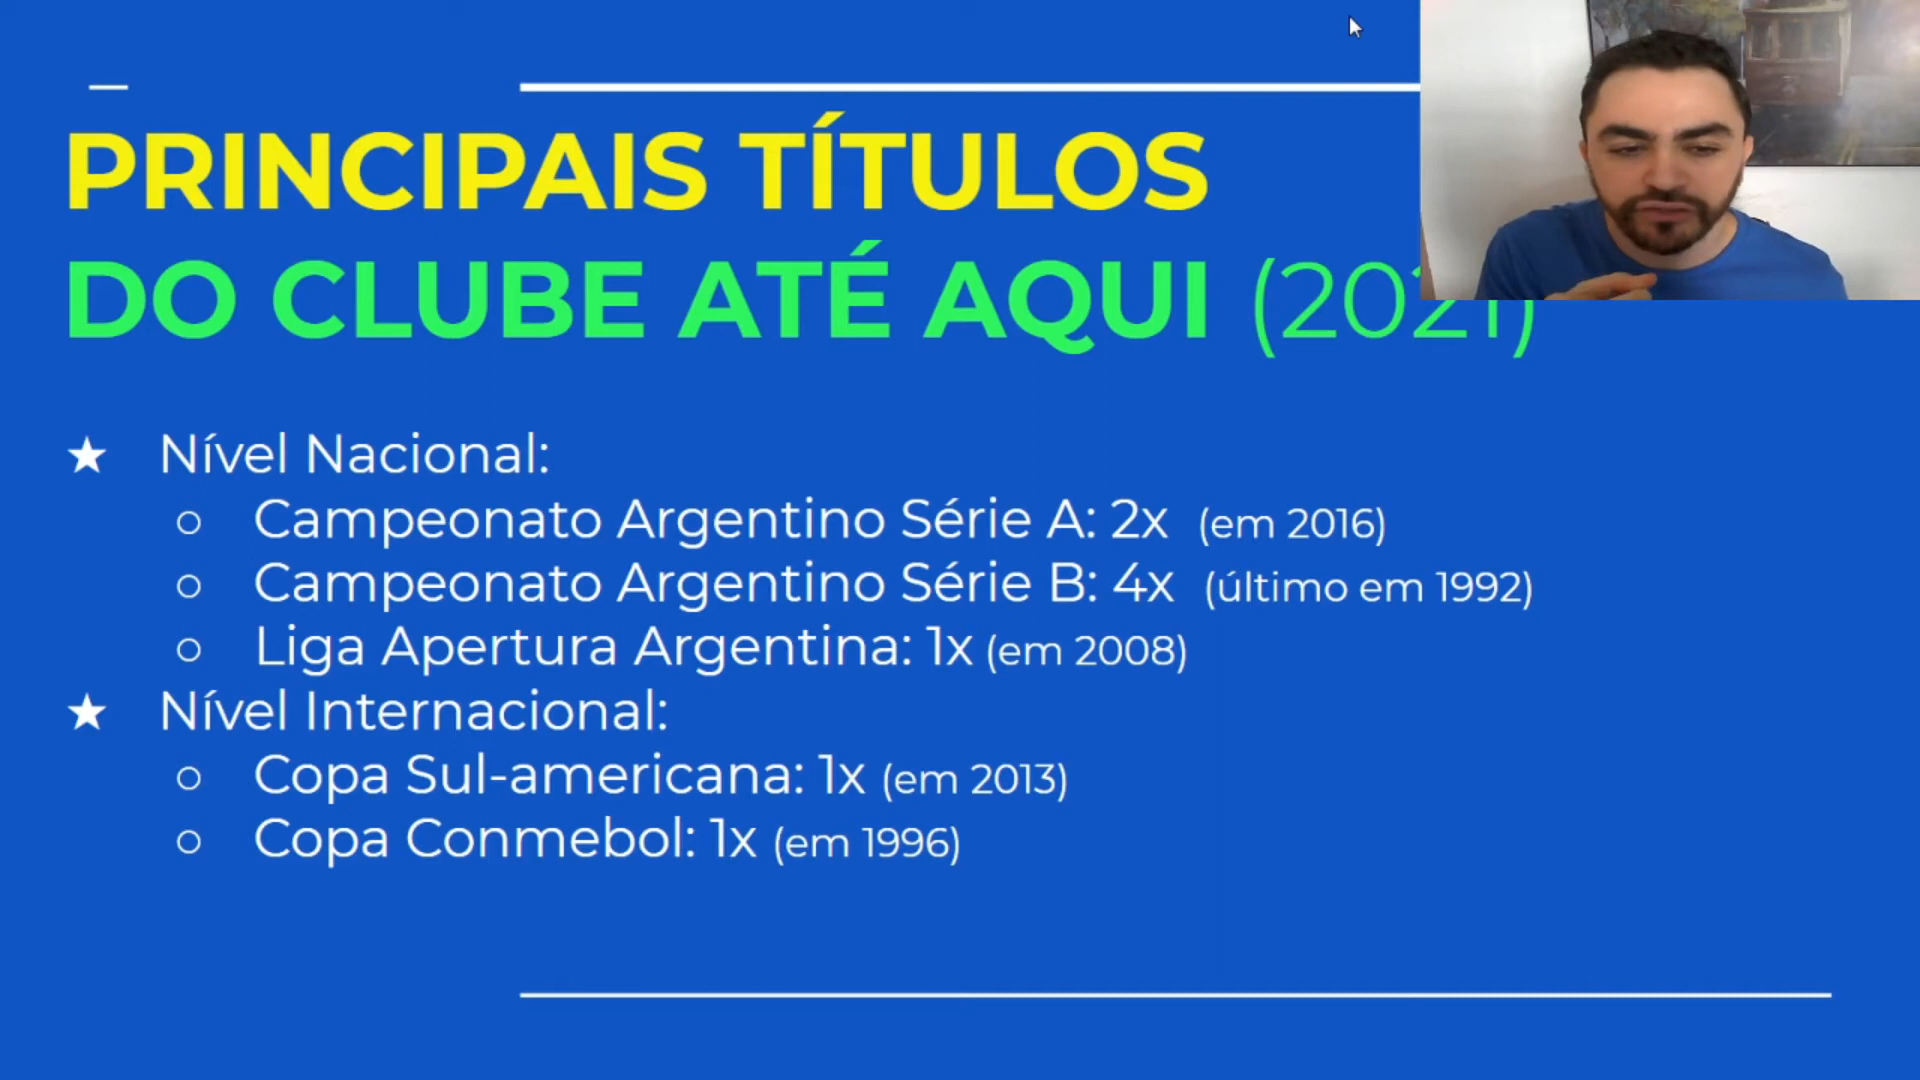 PRINCIPAIS TÍTULOS
DO CLUBE ATÉ AQUI (2021)
★ Nível Nacional:
○ Campeonato Argentino Série A: 2x (em 2016)
○ Campeonato Argentino Série B: 4x (último em 1992)
○ Liga Apertura Argentina: 1x (em 2008)
★ Nível Internacional:
○ Copa Sul-americana: 1x (em 2013)
○ Copa Conmebol: 1x (em 1996)